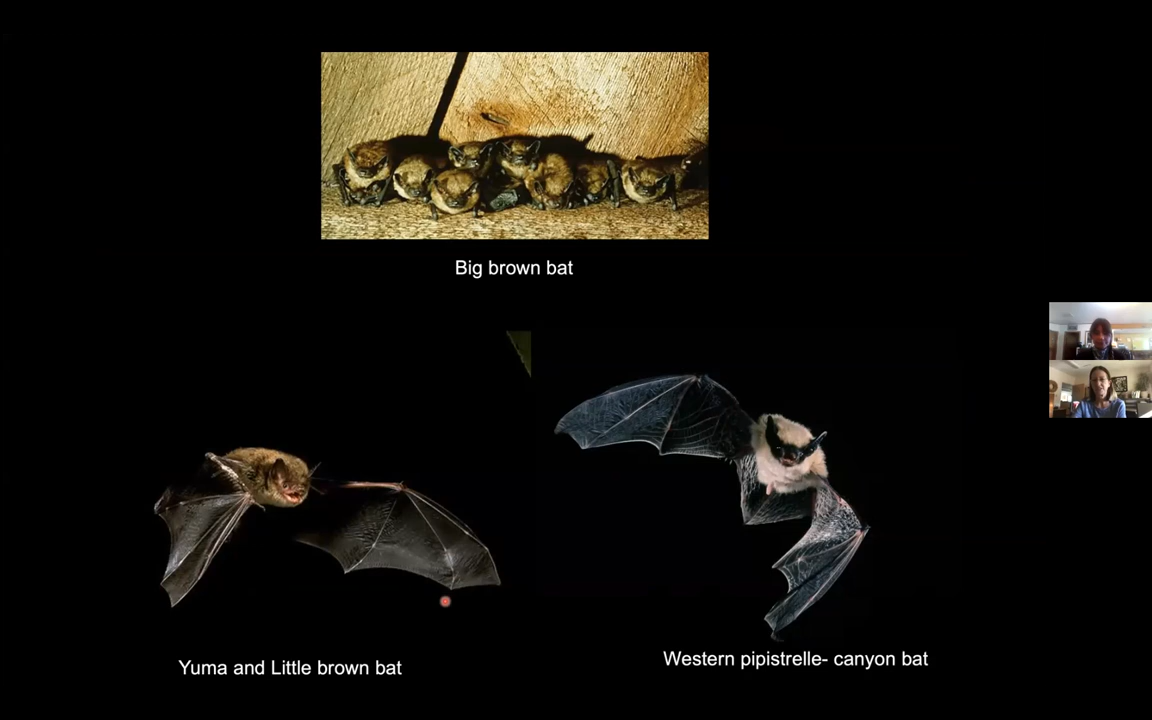 Big brown bat
Yuma and Little brown bat
Western pipistrelle- canyon bat